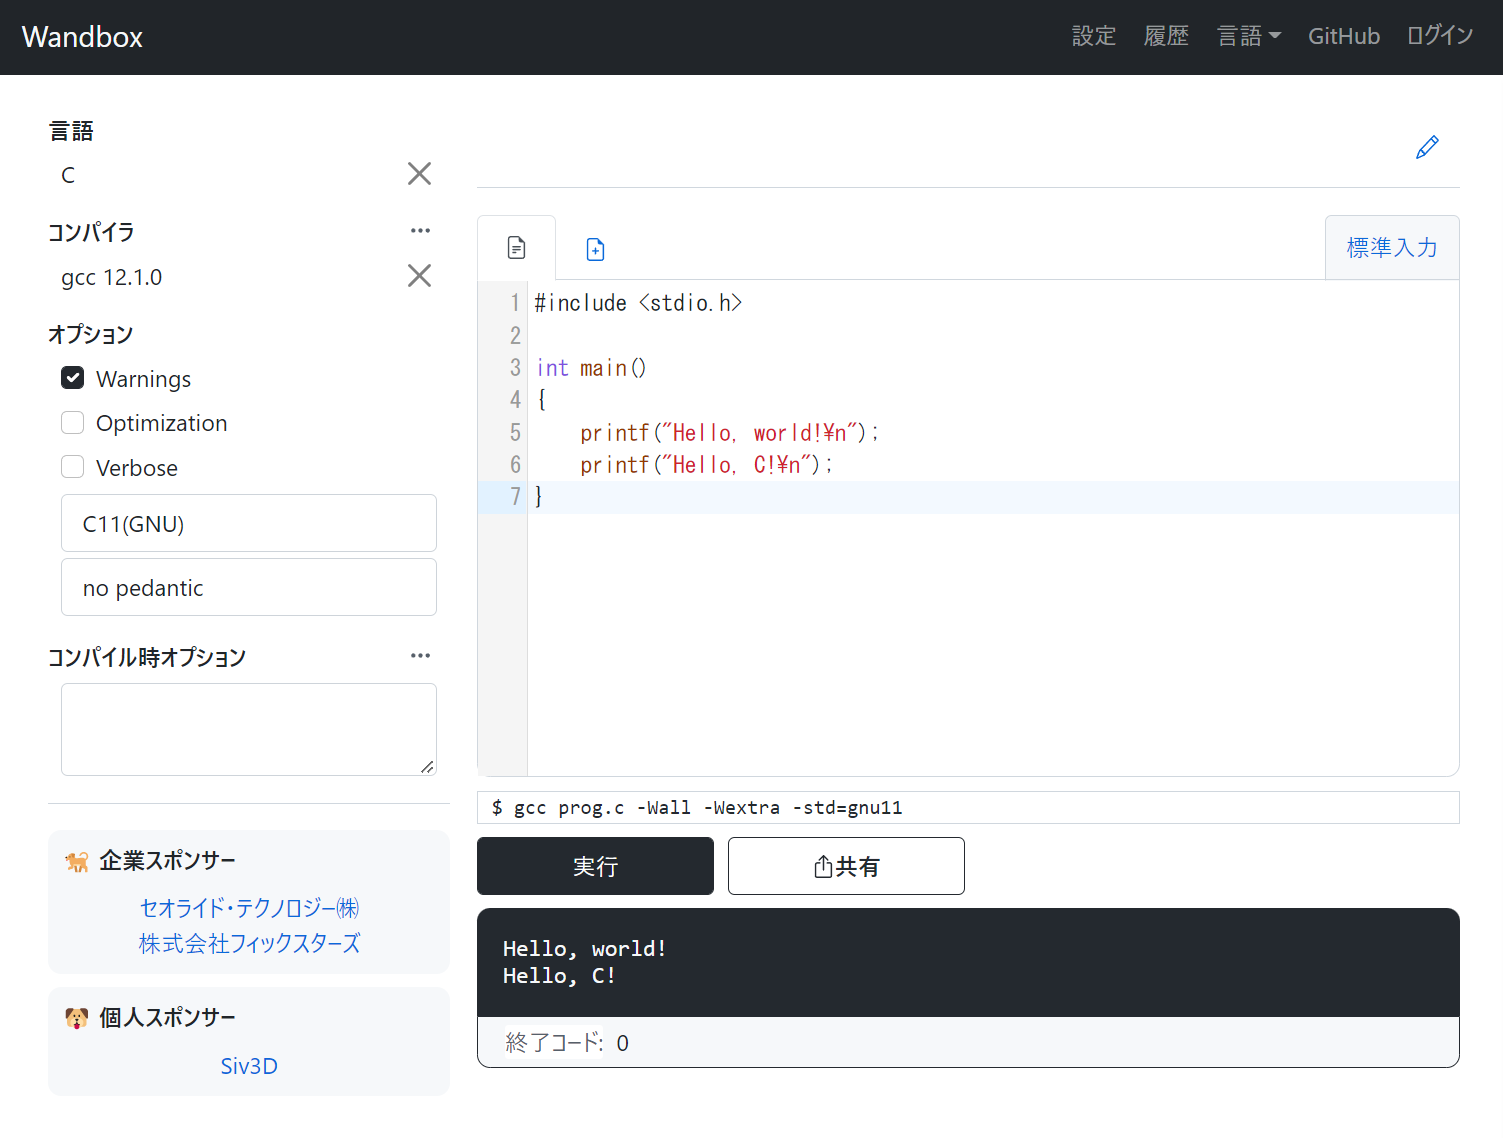 Wandbox
設定 履歴 言語 GitHub ログイン
言語
C
コンパイラ
gcc 12.1.0
オプション
Warnings
Optimization
Verbose
C11(GNU)
no pedantic
コンパイル時オプション
企業スポンサー
セオライド・テクノロジー㈱
株式会社フィックスターズ
個人スポンサー
Siv3D
標準入力
1 #include <stdio.h>
2
3 int main()
4 {
5     printf("Hello, world!¥n");
6     printf("Hello, C!¥n");
7 }
$ gcc prog.c -Wall -Wextra -std=gnu11
実行 共有
Hello, world!
Hello, C!
終了コード: 0